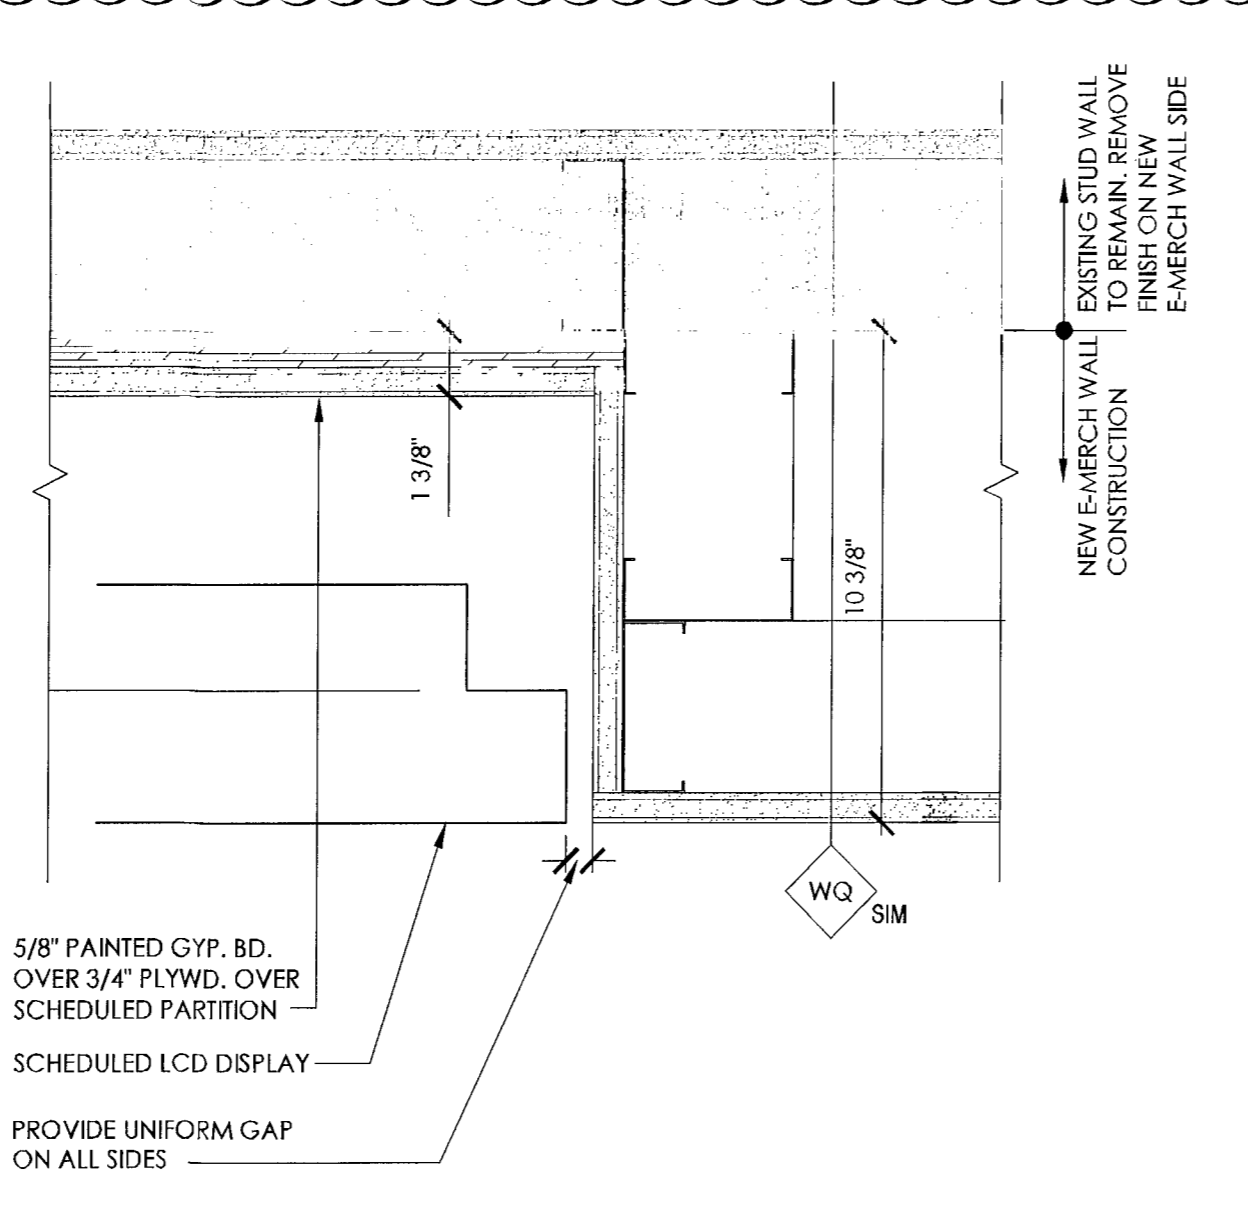 EXISTING STUD WALL
TO REMAIN. REMOVE
FINISH ON NEW
E-MERCH WALL SIDE
NEW E-MERCH WALL
CONSTRUCTION
1 3/8"
10 3/8"
WQ
SIM
5/8" PAINTED GYP. BD.
OVER 3/4" PLYWD. OVER
SCHEDULED PARTITION
SCHEDULED LCD DISPLAY
PROVIDE UNIFORM GAP
ON ALL SIDES